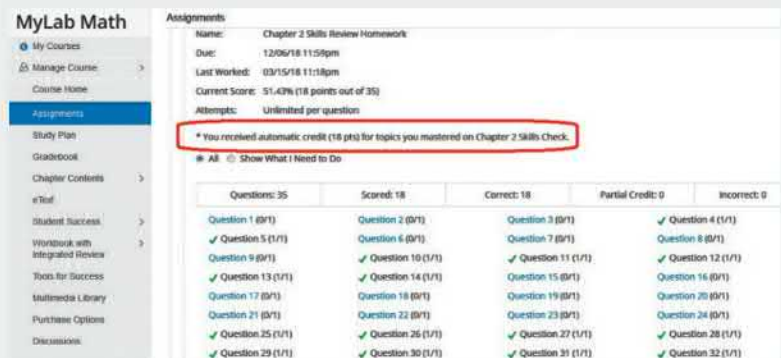 MyLab Math
My Courses
Manage Course
Course Home
Assignments
Study Plan
Gradebook
Chapter Contents
eText
Student Success
Workbook with
Integrated Review
Tools for Success
Multimedia Library
Purchase Options
Discussions
Assignments
Name: Chapter 2 Skills Review Homework
Due: 12/06/18 11:59pm
Last Worked: 03/15/18 11:18pm
Current Score: 51.43% (18 points out of 35)
Attempts: Unlimited per question
* You received automatic credit (18 pts) for topics you mastered on Chapter 2 Skills Check.
All Show What I Need to Do
Questions: 35 Scored: 18 Correct: 18 Partial Credit: 0 Incorrect: 0
Question 1 (0/1) Question 2 (0/1) Question 3 (0/1) Question 4 (1/1)
Question 5 (1/1) Question 6 (0/1) Question 7 (0/1) Question 8 (0/1)
Question 9 (0/1) Question 10 (1/1) Question 11 (1/1) Question 12 (1/1)
Question 13 (1/1) Question 14 (1/1) Question 15 (0/1) Question 16 (0/1)
Question 17 (0/1) Question 18 (0/1) Question 19 (0/1) Question 20 (0/1)
Question 21 (0/1) Question 22 (0/1) Question 23 (0/1) Question 24 (0/1)
Question 25 (1/1) Question 26 (1/1) Question 27 (1/1) Question 28 (1/1)
Question 29 (1/1) Question 30 (1/1) Question 31 (1/1) Question 32 (1/1)